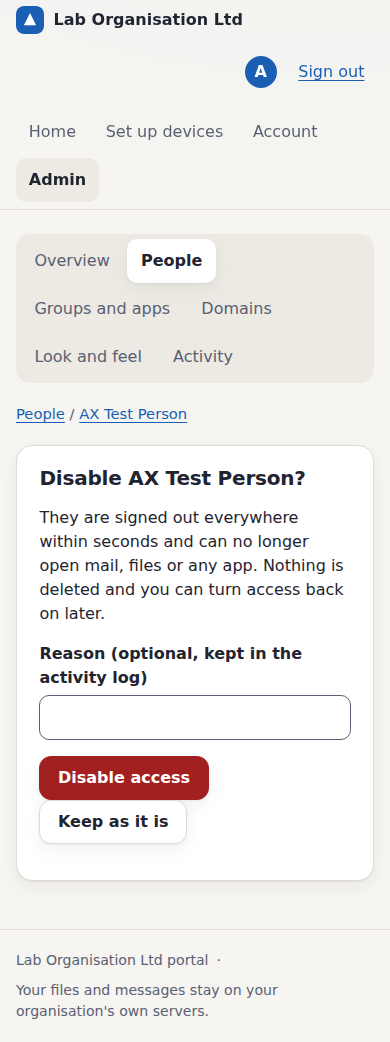 Lab Organisation Ltd
A Sign out
Home Set up devices Account
Admin
Overview People
Groups and apps Domains
Look and feel Activity
People / AX Test Person
Disable AX Test Person?
They are signed out everywhere
within seconds and can no longer
open mail, files or any app. Nothing is
deleted and you can turn access back
on later.
Reason (optional, kept in the
activity log)
Disable access
Keep as it is
Lab Organisation Ltd portal ·
Your files and messages stay on your
organisation's own servers.